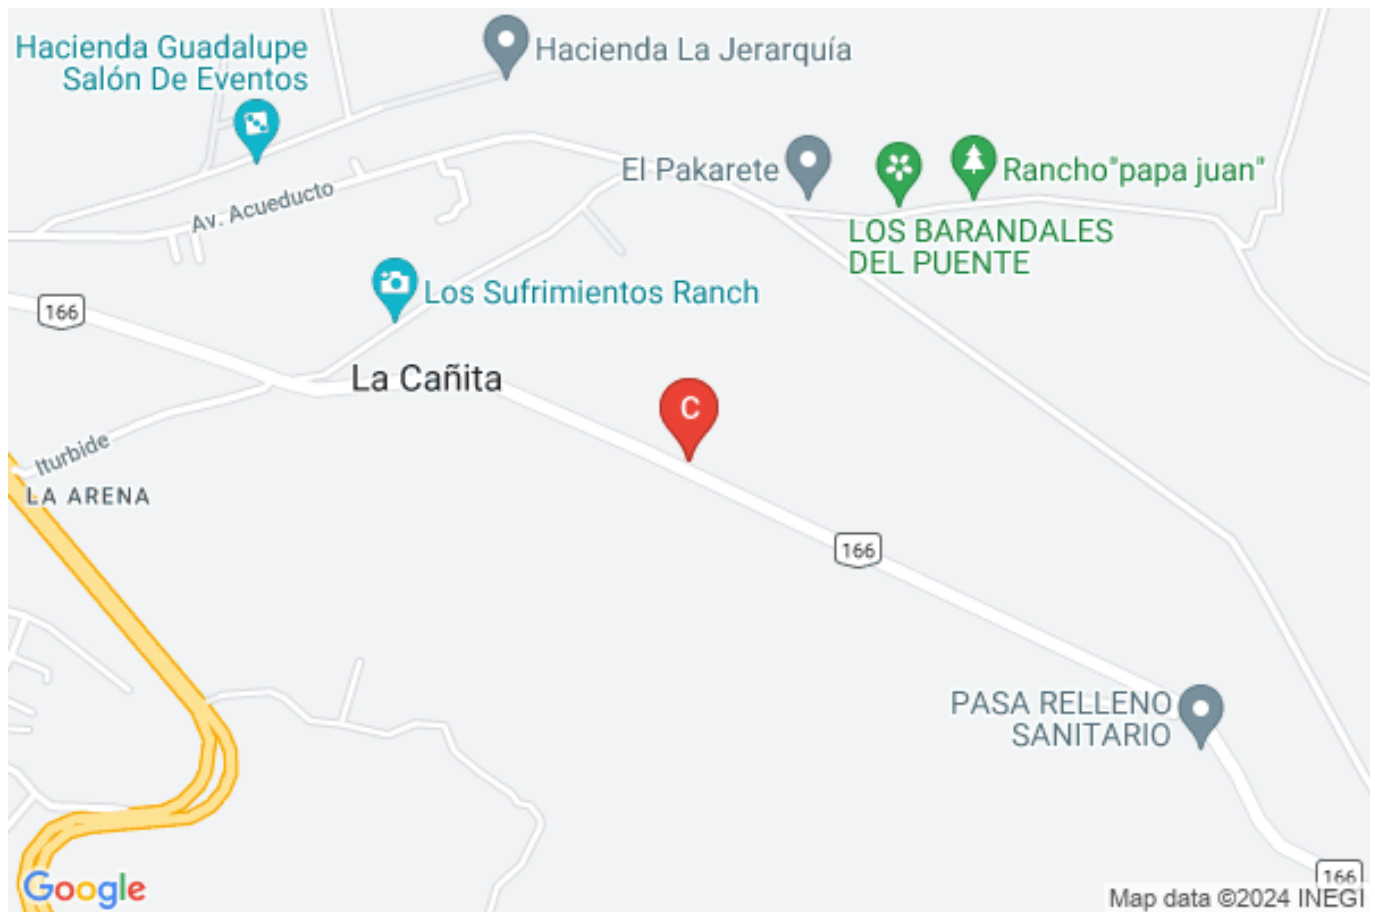 Hacienda Guadalupe
Salón De Eventos
Hacienda La Jerarquía
El Pakarete
Rancho"papa juan"
Av. Acueducto
LOS BARANDALES
DEL PUENTE
Los Sufrimientos Ranch
166
La Cañita
C
Iturbide
LA ARENA
166
PASA RELLENO
SANITARIO
166
Google
Map data ©2024 INEGI